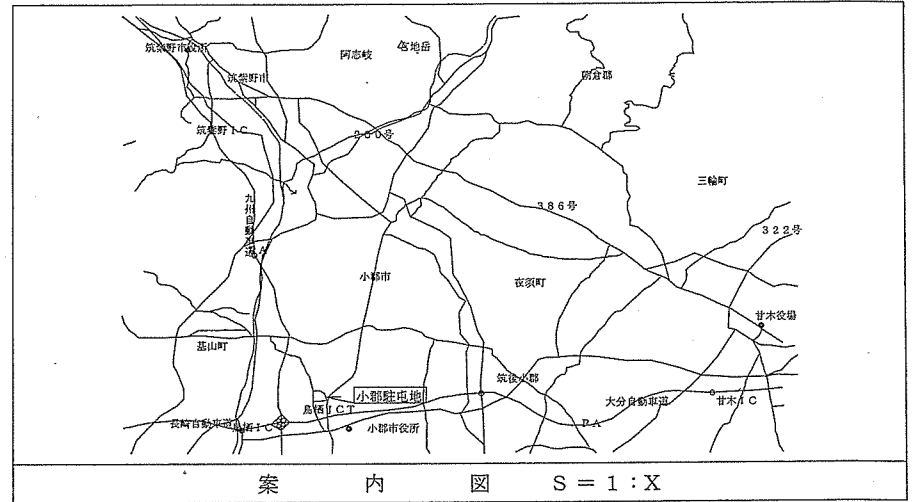 筑紫野市役所
阿志岐
宮地岳
筑紫野市
朝倉郡
筑紫野IC
200号
三輪町
386号
九州自動車道
322号
PA
小郡市
夜須町
甘木役場
基山町
筑後小郡
小郡駐屯地
大分自動車道
甘木IC
鳥栖JCT
長崎自動車道
鳥栖IC
小郡市役所
PA
案内図 S=1:X